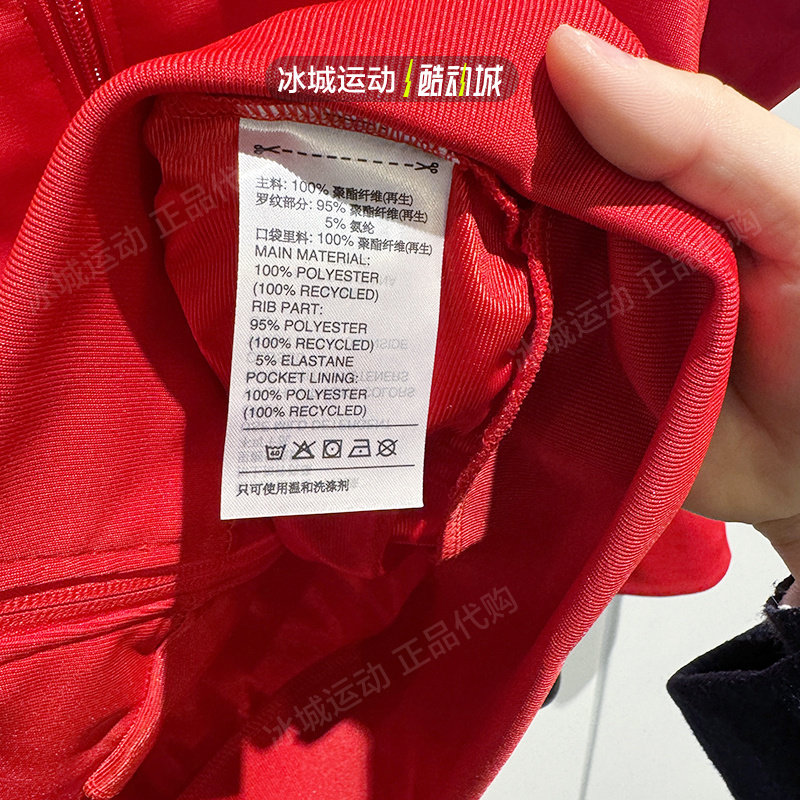 冰城运动 酷动城
主料: 100% 聚酯纤维(再生)
罗纹部分: 95% 聚酯纤维(再生)
5% 氨纶
口袋里料: 100% 聚酯纤维(再生)
MAIN MATERIAL:
100% POLYESTER
(100% RECYCLED)
RIB PART:
95% POLYESTER
(100% RECYCLED)
5% ELASTANE
POCKET LINING:
100% POLYESTER
(100% RECYCLED)
只可使用温和洗涤剂
冰城运动 正品代购
冰城运动 正品代购
冰城运动 正品代购